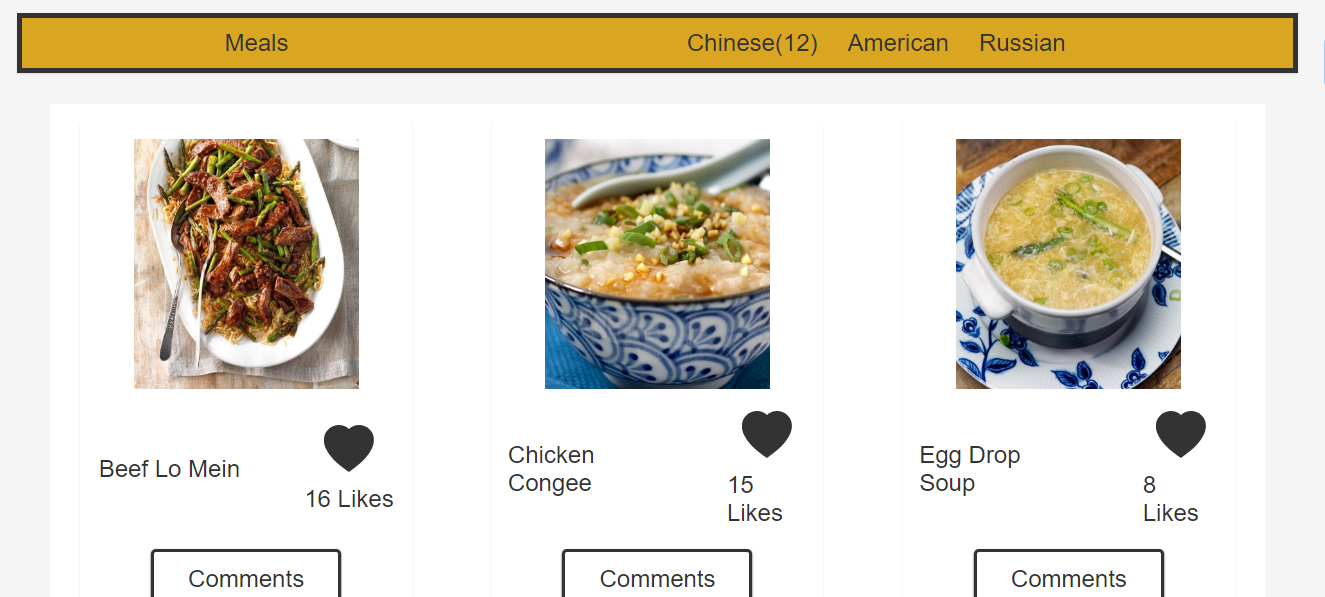 Meals
Chinese(12)
American
Russian
Beef Lo Mein
16 Likes
Chicken
Congee
15
Likes
Egg Drop
Soup
8
Likes
Comments
Comments
Comments